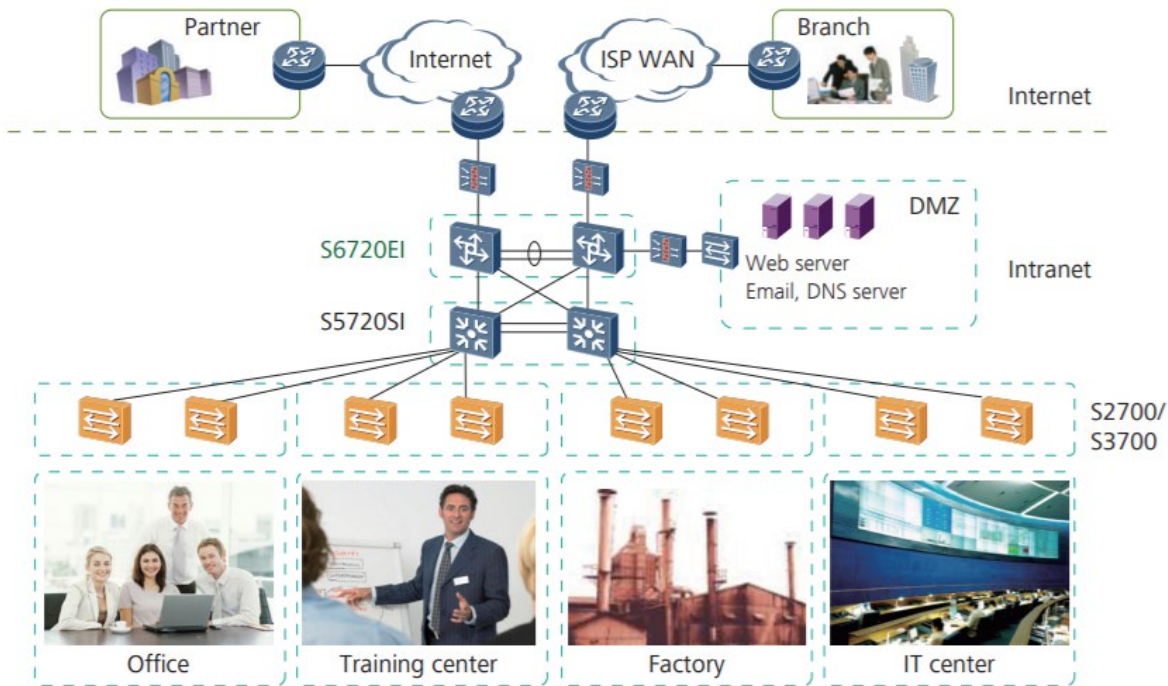 Partner
Internet
ISP WAN
Branch
Internet
DMZ
S6720EI
Web server
Email, DNS server
Intranet
S5720SI
S2700/
S3700
Office
Training center
Factory
IT center